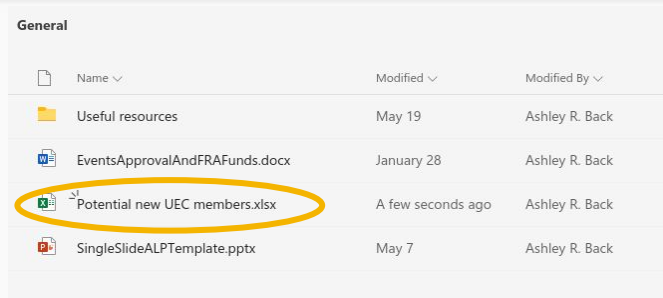 General
Name Modified Modified By
Useful resources May 19 Ashley R. Back
EventsApprovalAndFRAFunds.docx January 28 Ashley R. Back
Potential new UEC members.xlsx A few seconds ago Ashley R. Back
SingleSlideALPTemplate.pptx May 7 Ashley R. Back